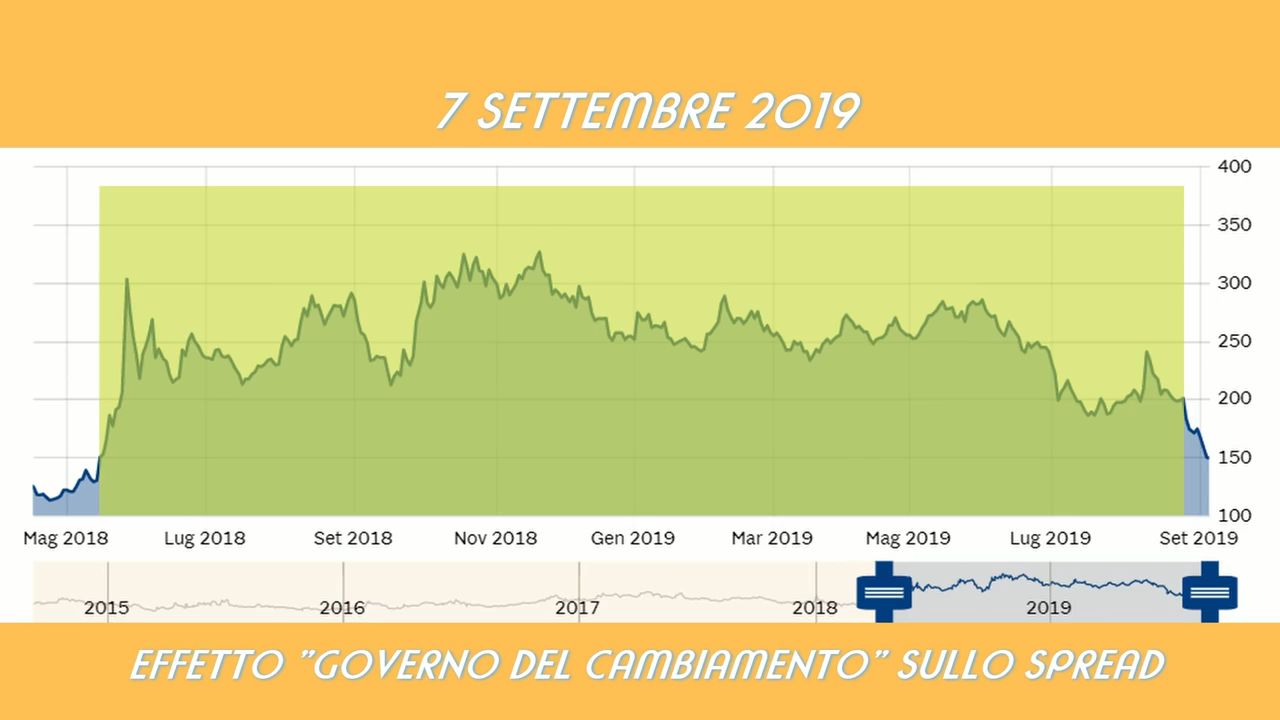 7 SETTEMBRE 2019
400
350
300
250
200
150
100
Mag 2018 Lug 2018 Set 2018 Nov 2018 Gen 2019 Mar 2019 Mag 2019 Lug 2019 Set 2019
2015 2016 2017 2018 2019
EFFETTO "GOVERNO DEL CAMBIAMENTO" SULLO SPREAD